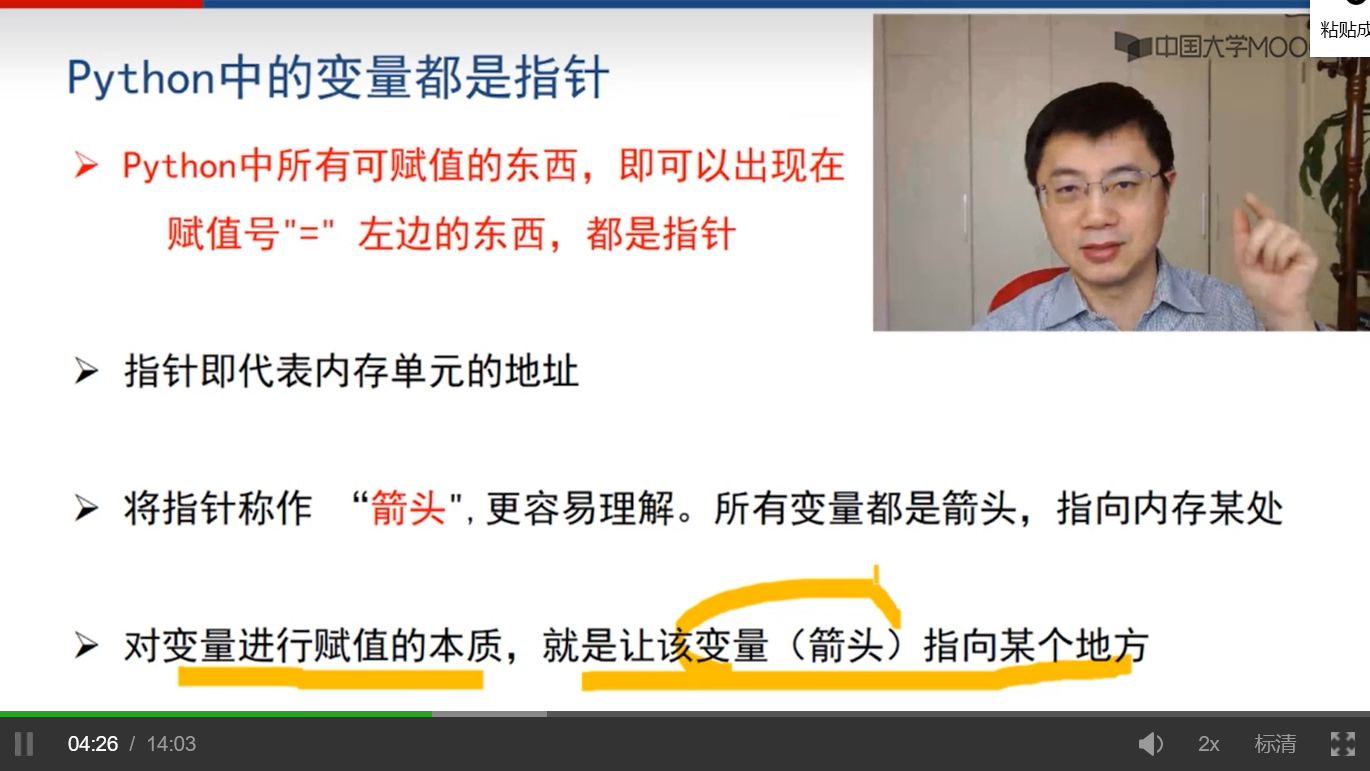 粘贴成
中国大学MOO
Python中的变量都是指针
Python中所有可赋值的东西，即可以出现在
赋值号"=" 左边的东西，都是指针
指针即代表内存单元的地址
将指针称作 “箭头",更容易理解。所有变量都是箭头，指向内存某处
对变量进行赋值的本质，就是让该变量（箭头）指向某个地方
04:26 / 14:03
2x 标清